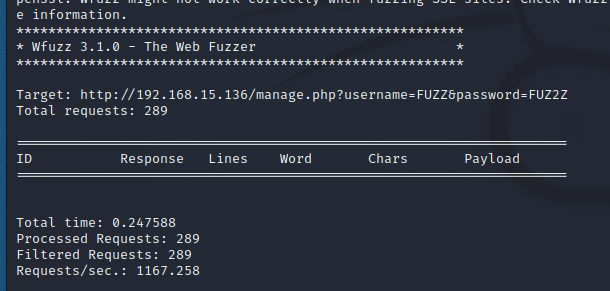 penssl. Wfuzz might not work correctly when fuzzing SSL sites. Check Wfuzz
e information.
********************************************************
* Wfuzz 3.1.0 - The Web Fuzzer                         *
********************************************************
Target: http://192.168.15.136/manage.php?username=FUZZ&password=FUZ2Z
Total requests: 289
=====================================================================
ID           Response   Lines    Word       Chars       Payload
=====================================================================
Total time: 0.247588
Processed Requests: 289
Filtered Requests: 289
Requests/sec.: 1167.258